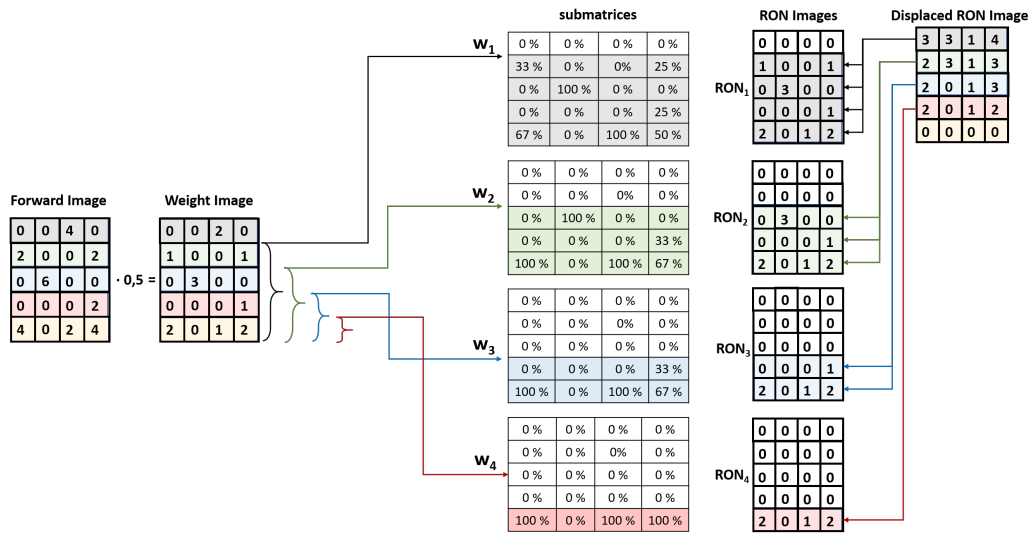 submatrices
RON Images
Displaced RON Image
W1
0 % 0 % 0 % 0 %
33 % 0 % 0% 25 %
0 % 100 % 0 % 0 %
0 % 0 % 0 % 25 %
67 % 0 % 100 % 50 %
RON1
0 0 0 0
1 0 0 1
0 3 0 0
0 0 0 1
2 0 1 2
3 3 1 4
2 3 1 3
2 0 1 3
2 0 1 2
0 0 0 0
W2
0 % 0 % 0 % 0 %
0 % 0 % 0% 0 %
0 % 100 % 0 % 0 %
0 % 0 % 0 % 33 %
100 % 0 % 100 % 67 %
RON2
0 0 0 0
0 0 0 0
0 3 0 0
0 0 0 1
2 0 1 2
Forward Image
0 0 4 0
2 0 0 2
0 6 0 0
0 0 0 2
4 0 2 4
· 0,5 =
Weight Image
0 0 2 0
1 0 0 1
0 3 0 0
0 0 0 1
2 0 1 2
W3
0 % 0 % 0 % 0 %
0 % 0 % 0% 0 %
0 % 0 % 0 % 0 %
0 % 0 % 0 % 33 %
100 % 0 % 100 % 67 %
RON3
0 0 0 0
0 0 0 0
0 0 0 0
0 0 0 1
2 0 1 2
W4
0 % 0 % 0 % 0 %
0 % 0 % 0% 0 %
0 % 0 % 0 % 0 %
0 % 0 % 0 % 0 %
100 % 0 % 100 % 100 %
RON4
0 0 0 0
0 0 0 0
0 0 0 0
0 0 0 0
2 0 1 2